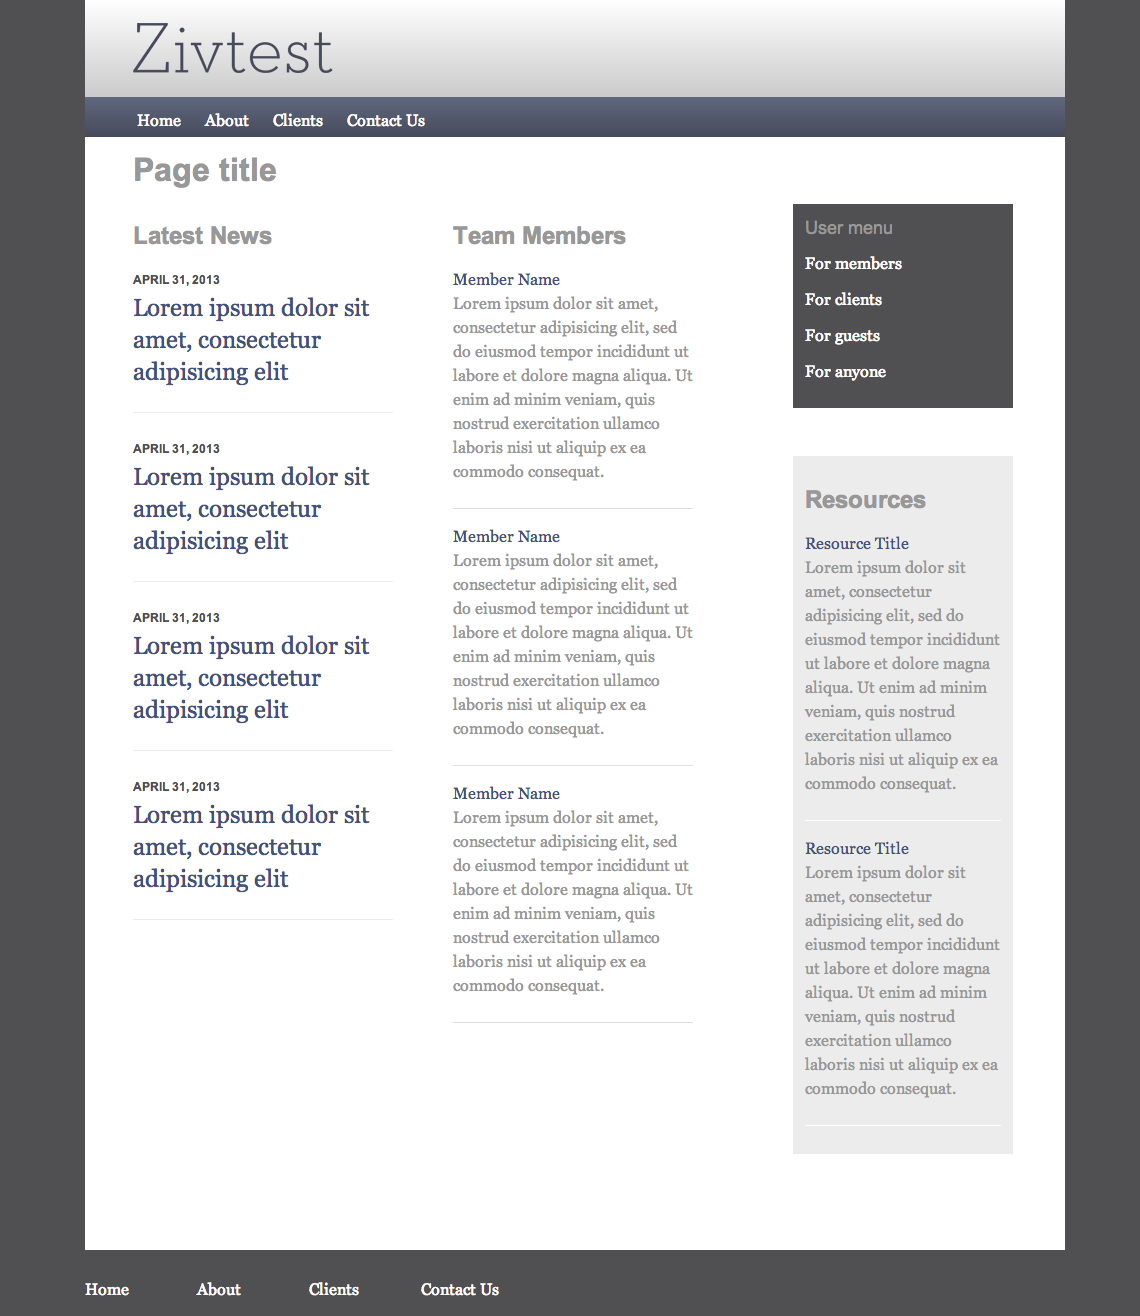 Zivtest
Home About Clients Contact Us
Page title
Latest News
APRIL 31, 2013
Lorem ipsum dolor sit
amet, consectetur
adipisicing elit
APRIL 31, 2013
Lorem ipsum dolor sit
amet, consectetur
adipisicing elit
APRIL 31, 2013
Lorem ipsum dolor sit
amet, consectetur
adipisicing elit
APRIL 31, 2013
Lorem ipsum dolor sit
amet, consectetur
adipisicing elit
Team Members
Member Name
Lorem ipsum dolor sit amet,
consectetur adipisicing elit, sed
do eiusmod tempor incididunt ut
labore et dolore magna aliqua. Ut
enim ad minim veniam, quis
nostrud exercitation ullamco
laboris nisi ut aliquip ex ea
commodo consequat.
Member Name
Lorem ipsum dolor sit amet,
consectetur adipisicing elit, sed
do eiusmod tempor incididunt ut
labore et dolore magna aliqua. Ut
enim ad minim veniam, quis
nostrud exercitation ullamco
laboris nisi ut aliquip ex ea
commodo consequat.
Member Name
Lorem ipsum dolor sit amet,
consectetur adipisicing elit, sed
do eiusmod tempor incididunt ut
labore et dolore magna aliqua. Ut
enim ad minim veniam, quis
nostrud exercitation ullamco
laboris nisi ut aliquip ex ea
commodo consequat.
User menu
For members
For clients
For guests
For anyone
Resources
Resource Title
Lorem ipsum dolor sit
amet, consectetur
adipisicing elit, sed do
eiusmod tempor incididunt
ut labore et dolore magna
aliqua. Ut enim ad minim
veniam, quis nostrud
exercitation ullamco
laboris nisi ut aliquip ex ea
commodo consequat.
Resource Title
Lorem ipsum dolor sit
amet, consectetur
adipisicing elit, sed do
eiusmod tempor incididunt
ut labore et dolore magna
aliqua. Ut enim ad minim
veniam, quis nostrud
exercitation ullamco
laboris nisi ut aliquip ex ea
commodo consequat.
Home About Clients Contact Us